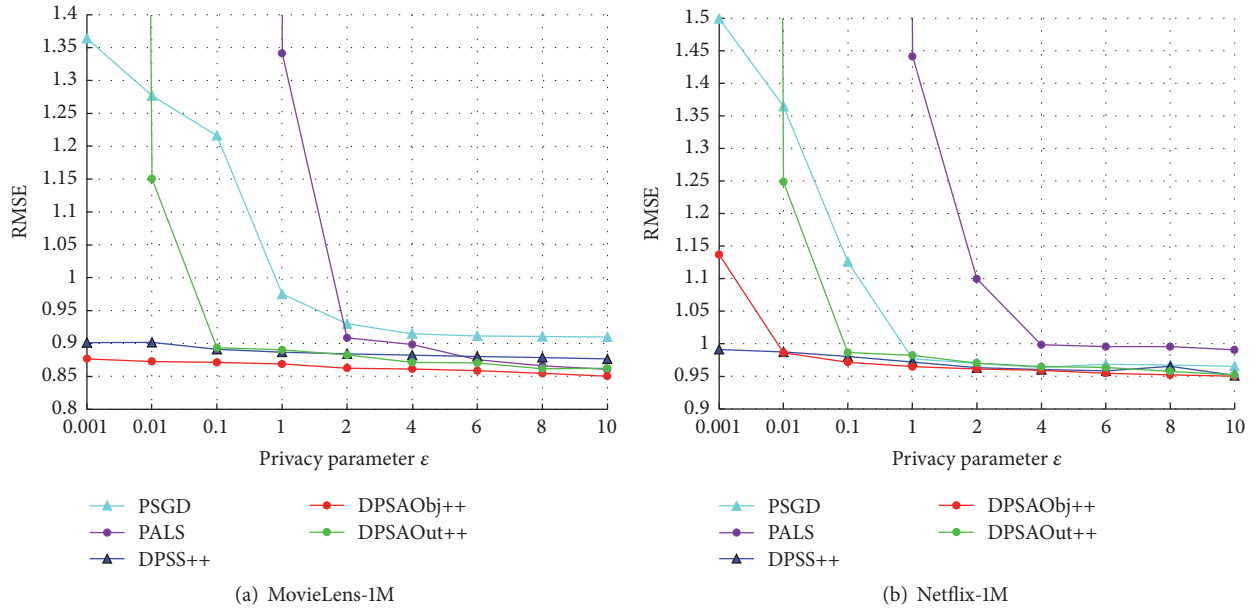 1.4
1.35
1.3
1.25
1.2
1.15
1.1
1.05
1
0.95
0.9
0.85
0.8
RMSE
0.001 0.01 0.1 1 2 4 6 8 10
Privacy parameter ε
PSGD
PALS
DPSS++
DPSAObj++
DPSAOut++
(a) MovieLens-1M
1.5
1.45
1.4
1.35
1.3
1.25
1.2
1.15
1.1
1.05
1
0.95
0.9
RMSE
0.001 0.01 0.1 1 2 4 6 8 10
Privacy parameter ε
PSGD
PALS
DPSS++
DPSAObj++
DPSAOut++
(b) Netflix-1M